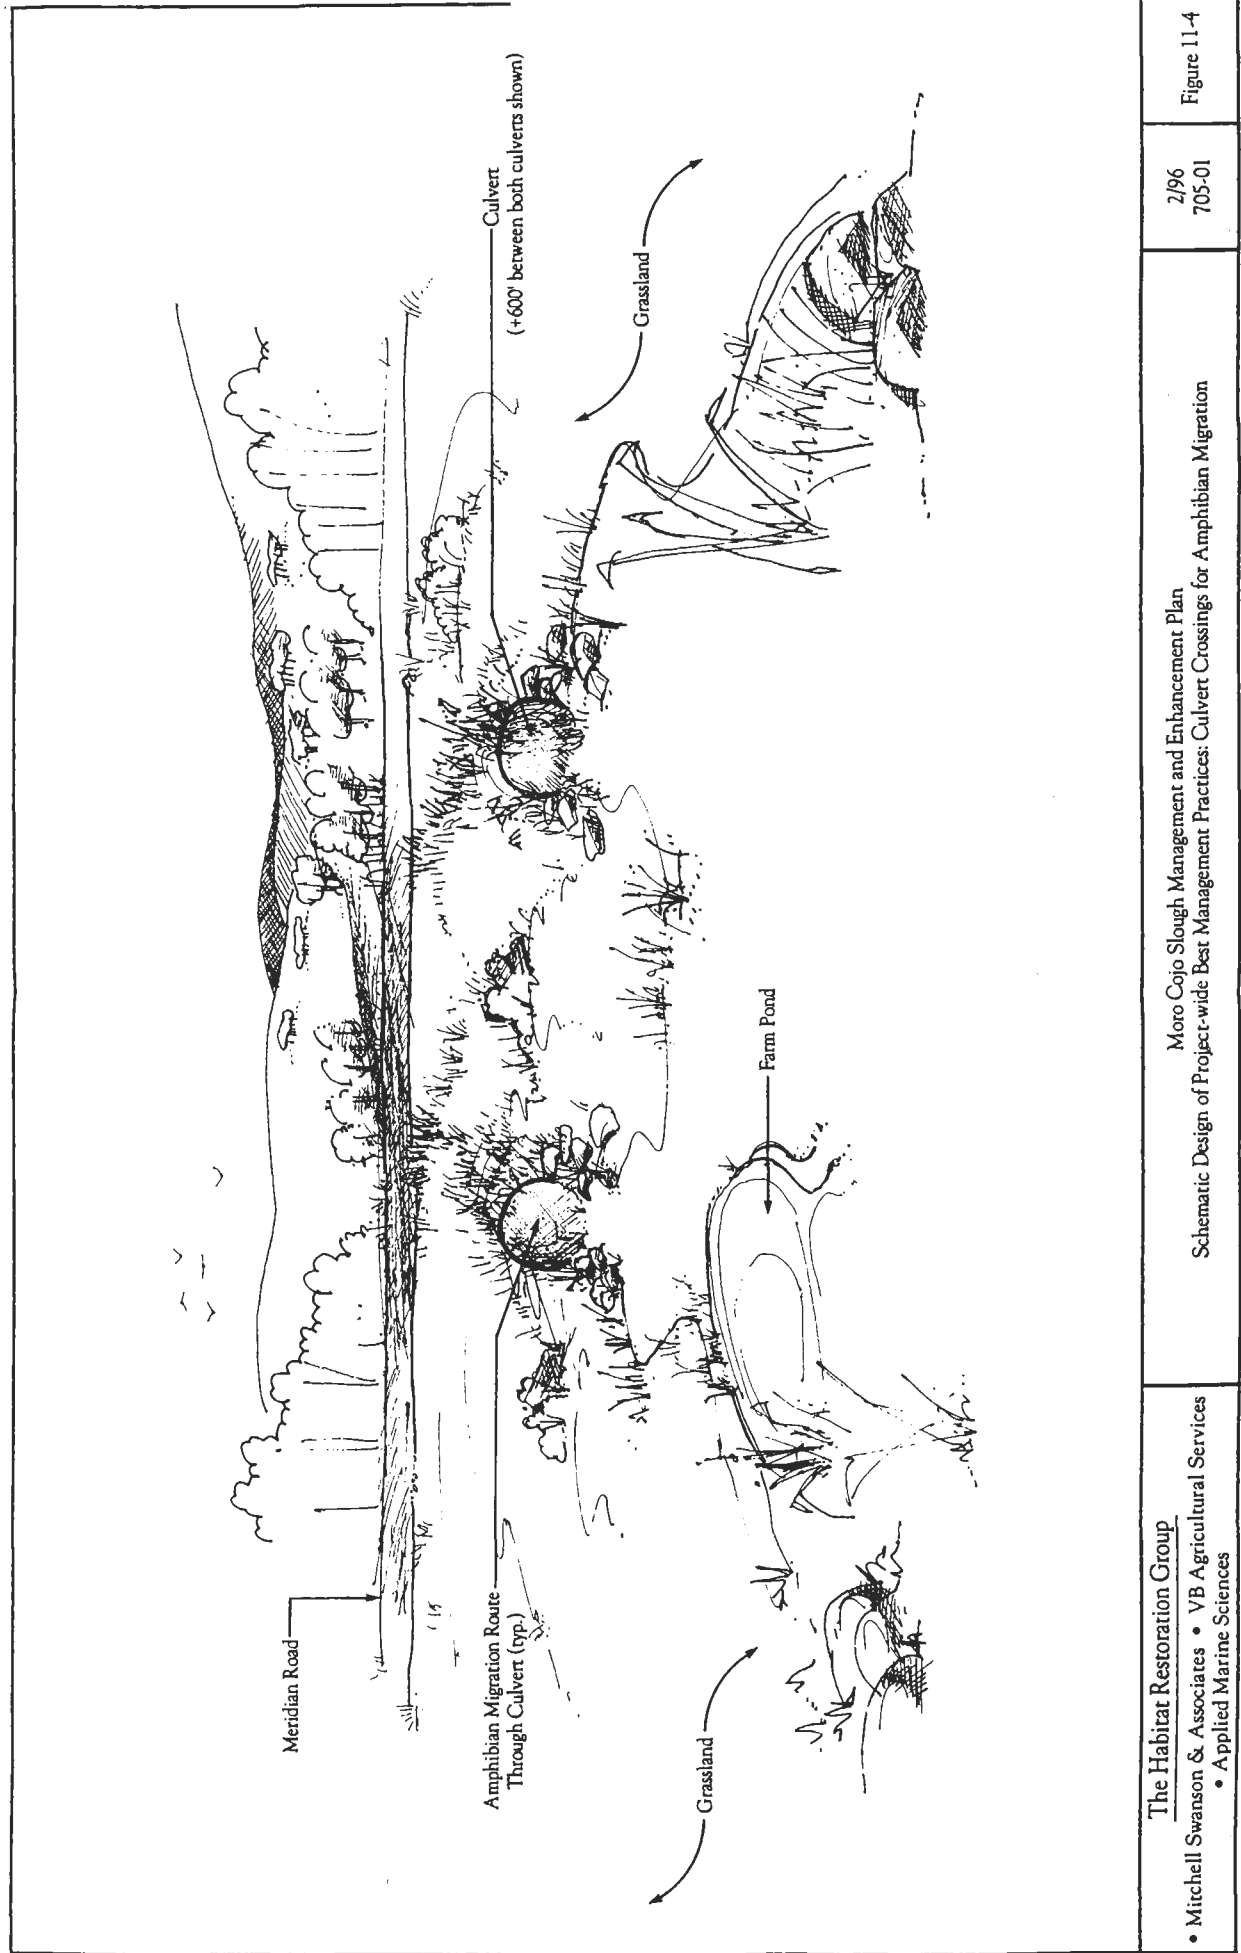 Meridian Road
Amphibian Migration Route
Through Culvert (typ.)
Culvert
(+600' between both culverts shown)
Grassland
Grassland
Farm Pond
The Habitat Restoration Group
• Mitchell Swanson & Associates • VB Agricultural Services
• Applied Marine Sciences
Moro Cojo Slough Management and Enhancement Plan
Schematic Design of Project-wide Best Management Practices: Culvert Crossings for Amphibian Migration
2/96
705-01
Figure 11-4